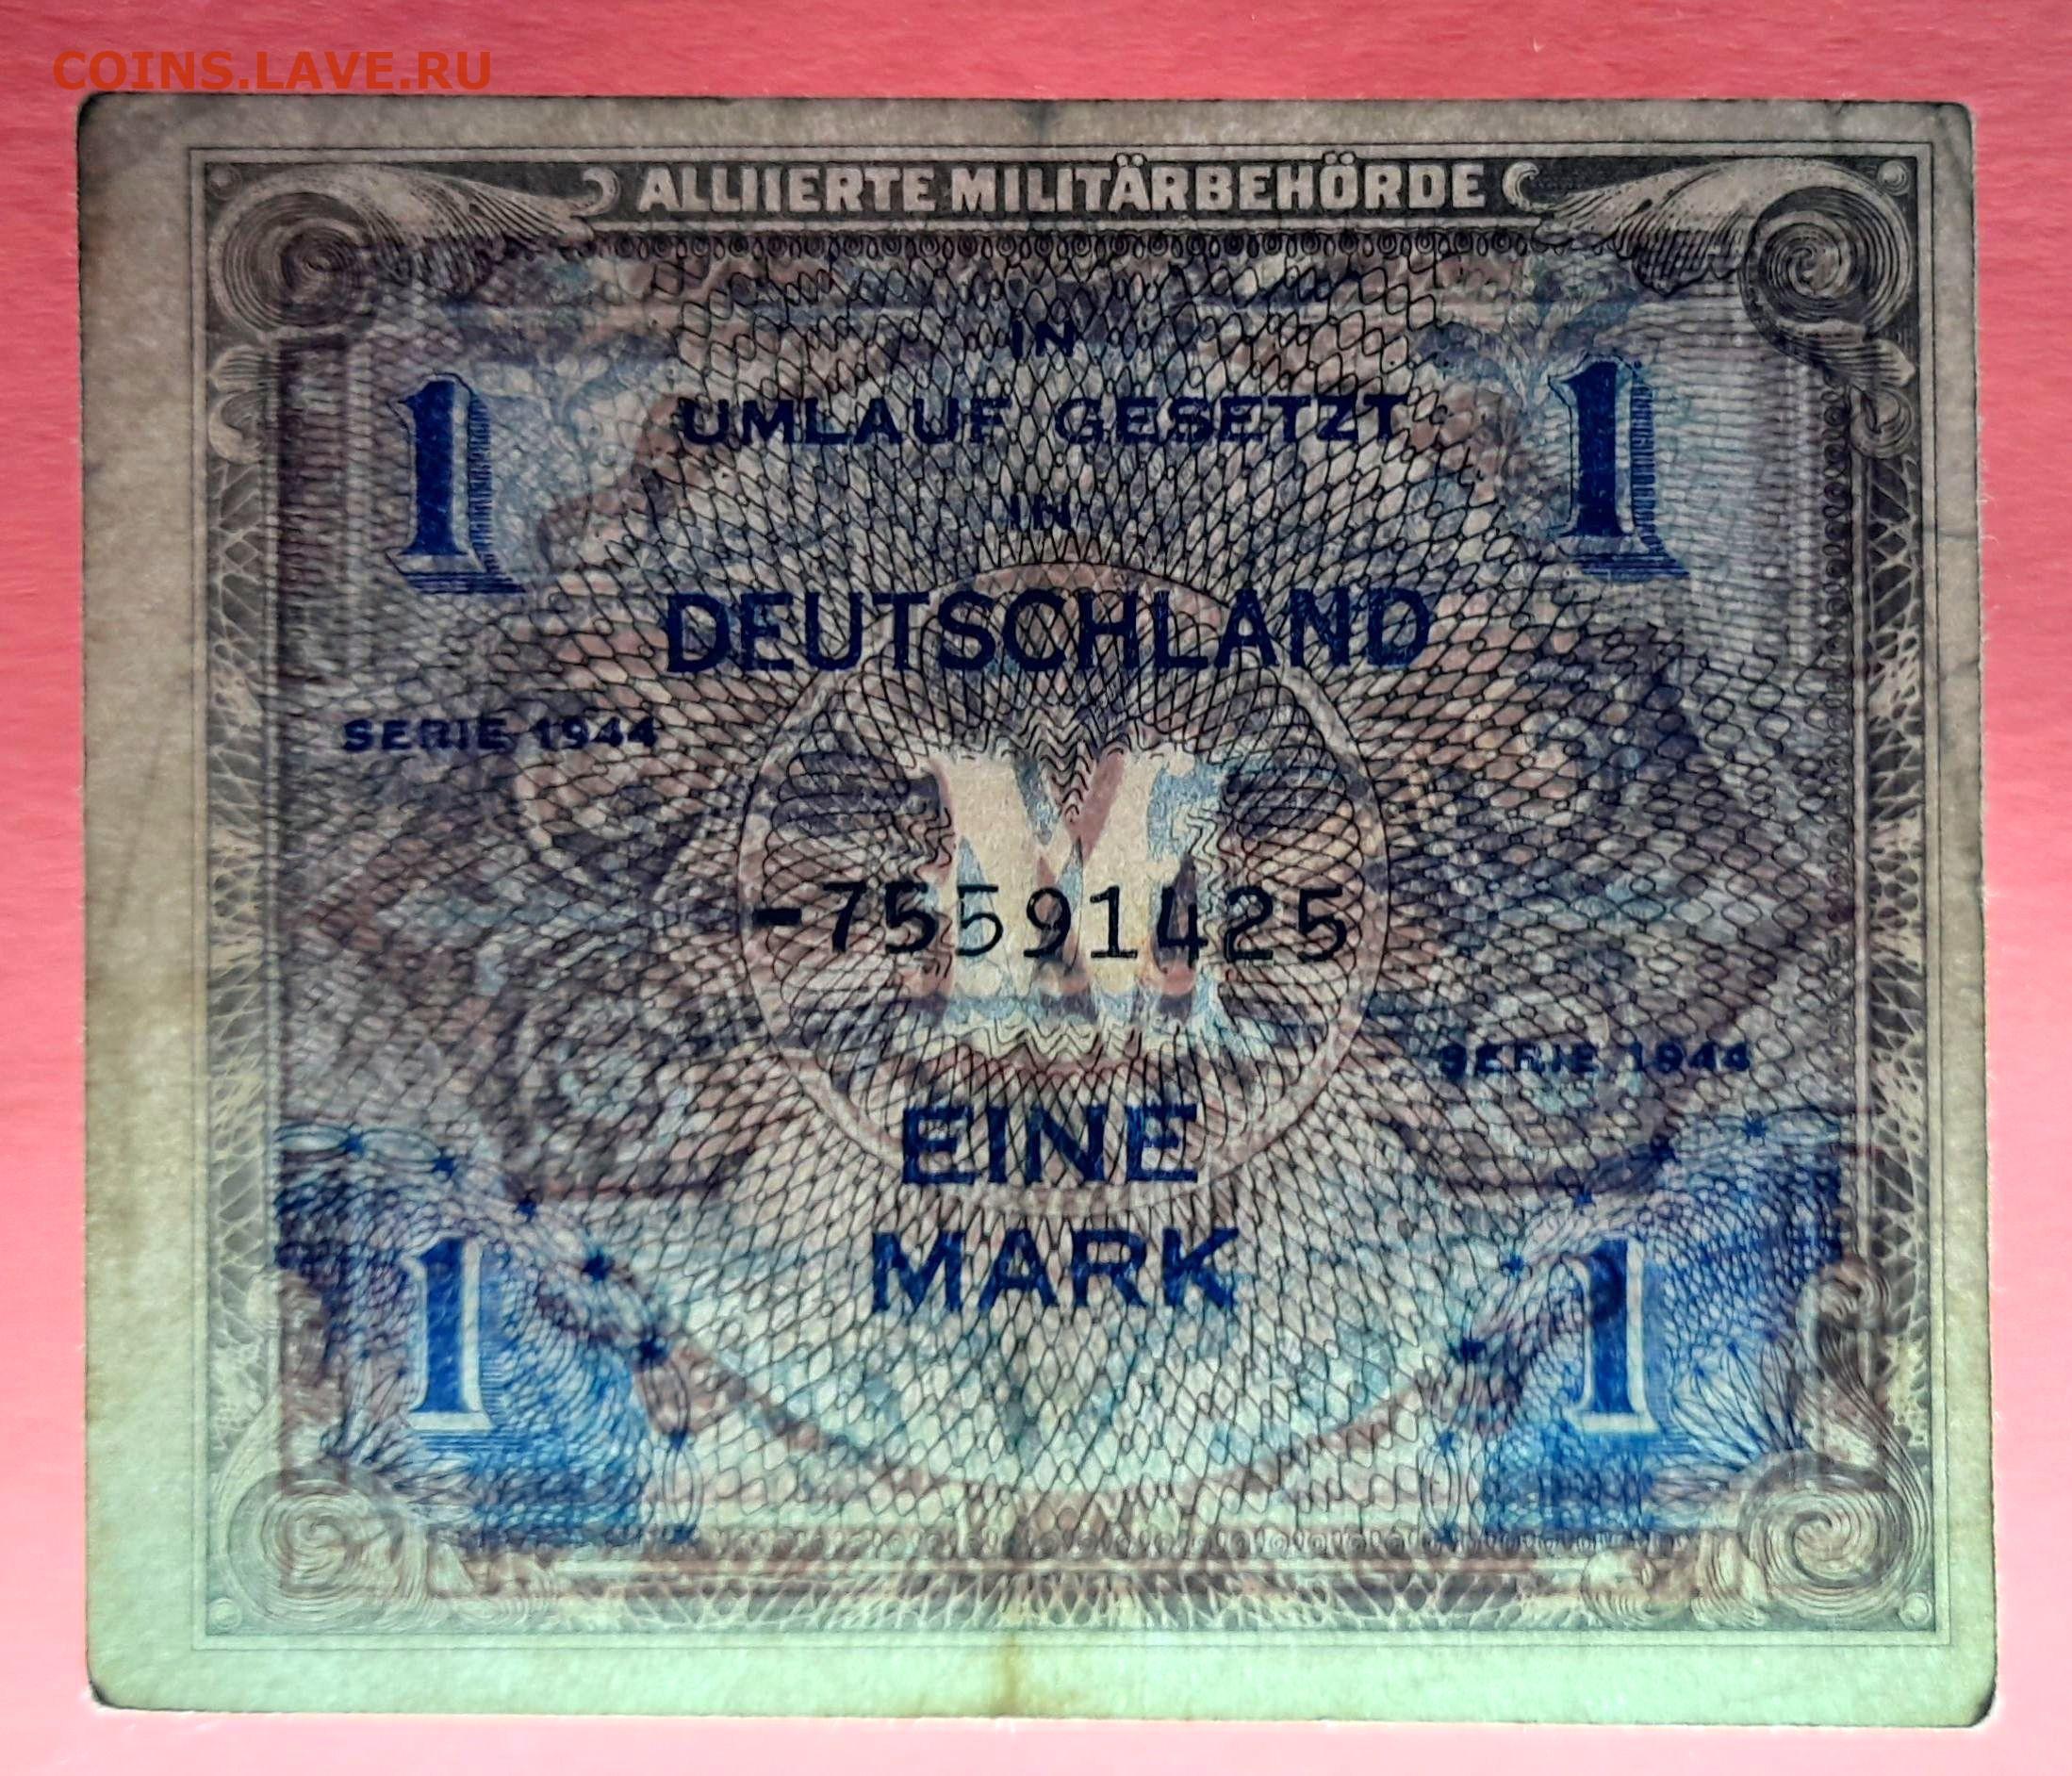 COINS.LAVE.RU
ALLIIERTE MILITÄRBEHÖRDE
IN
1 UMLAUF GESETZT 1
IN
DEUTSCHLAND
SERIE 1944
M
-75591425
SERIE 1944
EINE
MARK
1 1